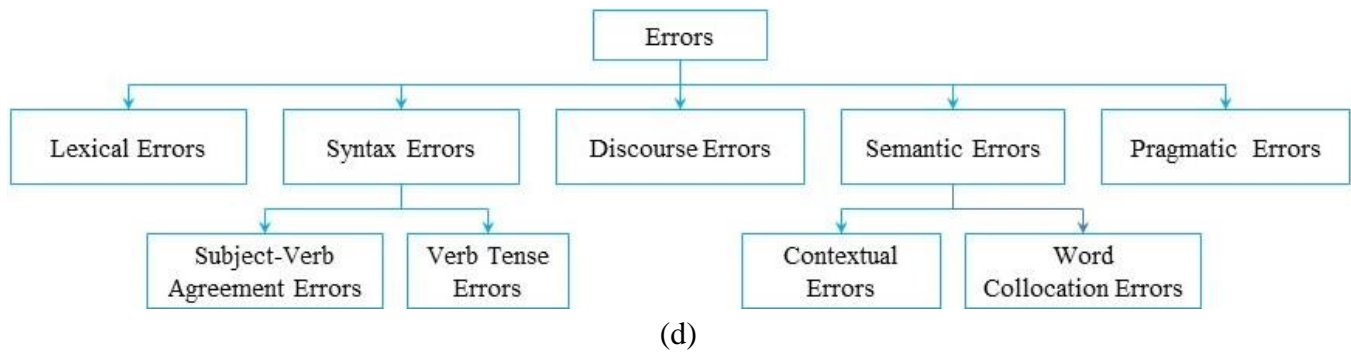 Errors
Lexical Errors
Syntax Errors
Discourse Errors
Semantic Errors
Pragmatic Errors
Subject-Verb
Agreement Errors
Verb Tense
Errors
Contextual
Errors
Word
Collocation Errors
(d)